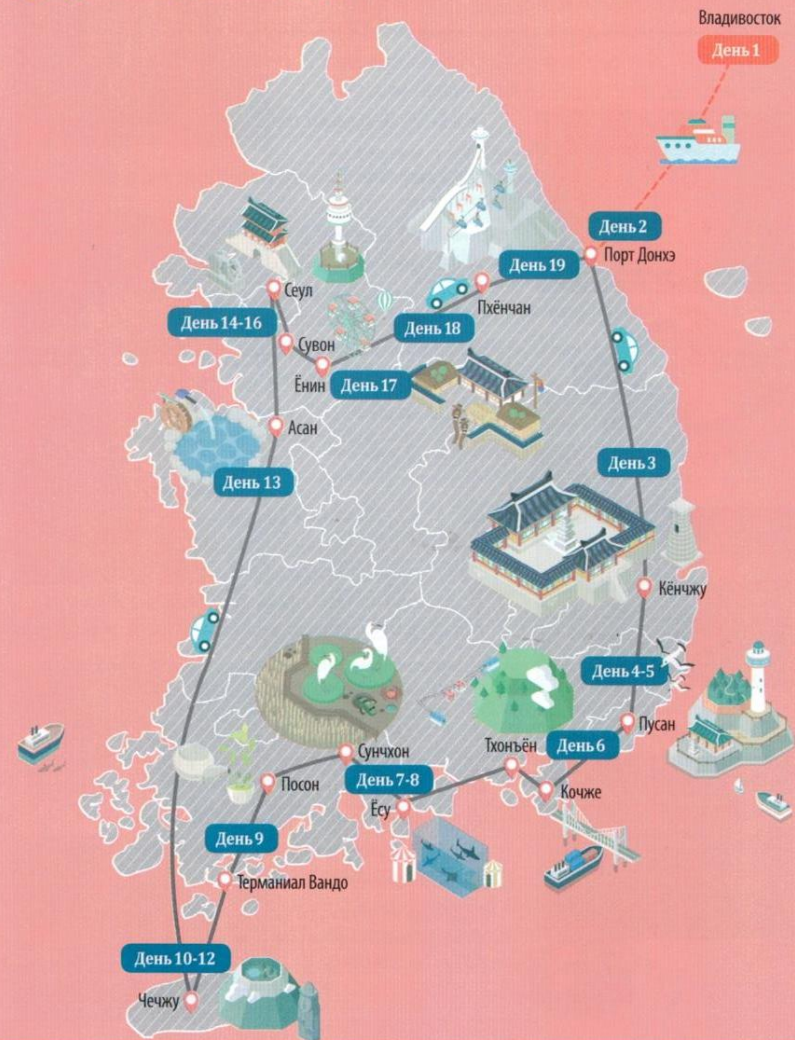 Владивосток
День 1
День 2
Порт Донхэ
День 19
Пхёнчан
День 18
Сеул
День 14-16
Сувон
Ёнин
День 17
Асан
День 13
День 3
Кёнчжу
День 4-5
Пусан
День 6
Тхонъён
Кочже
Сунчхон
День 7-8
Ёсу
Посон
День 9
Терманиал Вандо
День 10-12
Чечжу